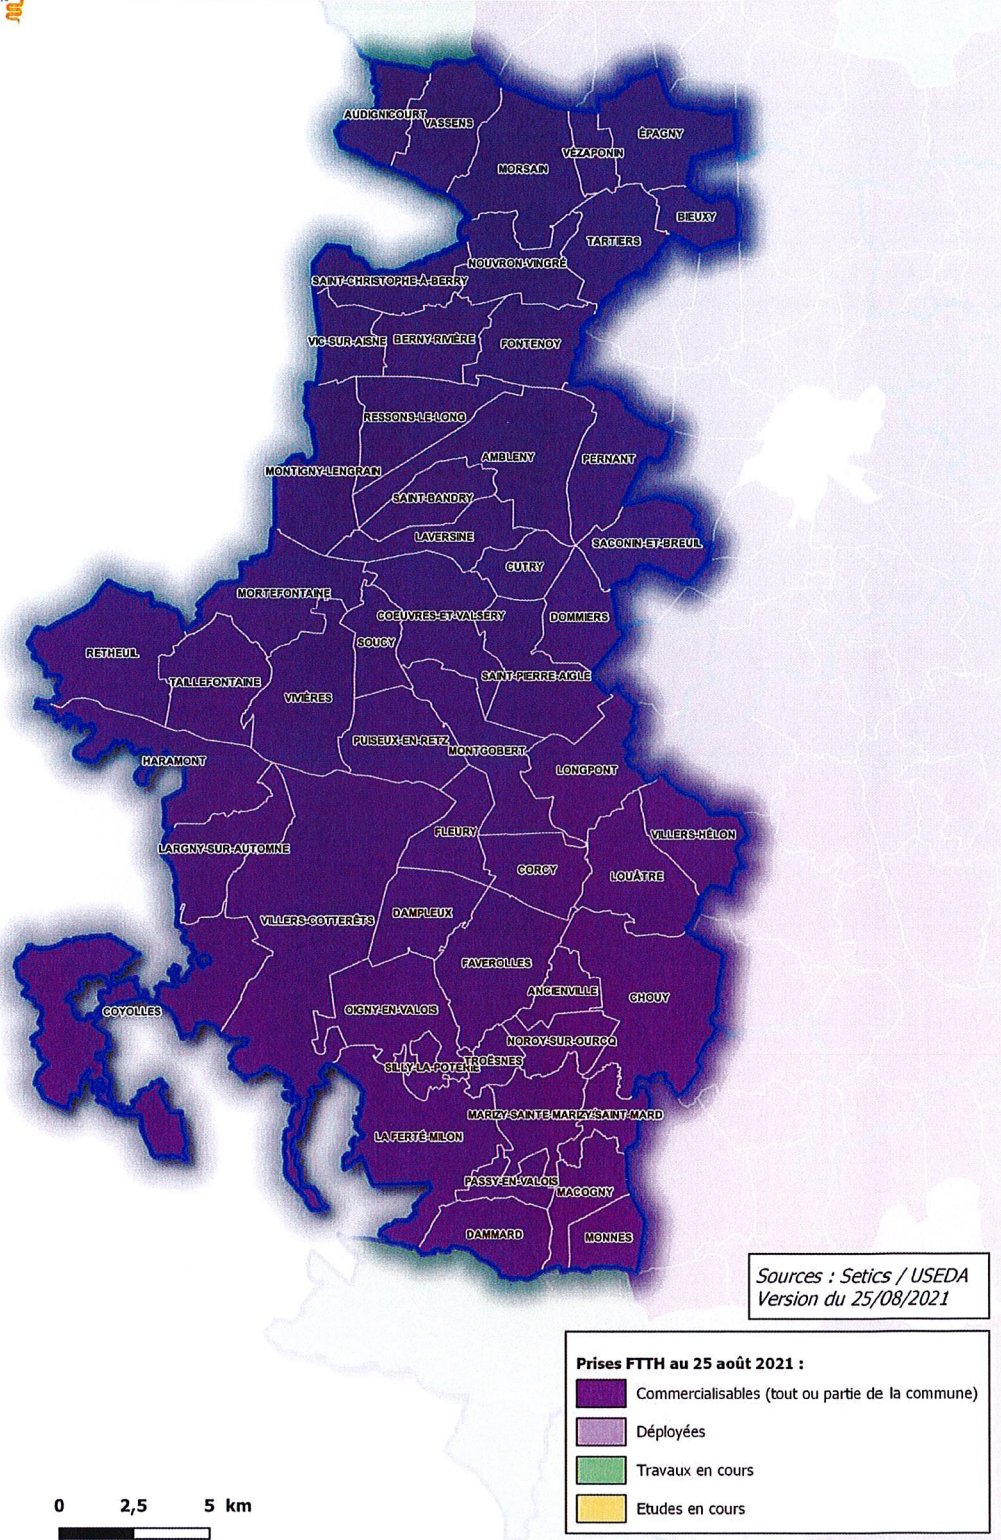 AUDIGNICOURT
VASSENS
ÉPAGNY
VÉZAPONIN
MORSAIN
BIEUXY
TARTIERS
NOUVRON-VINGRÉ
SAINT-CHRISTOPHE-À-BERRY
VIC-SUR-AISNE
BERNY-RIVIÈRE
FONTENOY
RESSONS-LE-LONG
AMBLENY
PERNANT
MONTIGNY-LENGRAIN
SAINT-BANDRY
LAVERSINE
SACONIN-ET-BREUIL
CUTRY
MORTEFONTAINE
COEUVRES-ET-VALSERY
DOMMIERS
SOUCY
RETHEUIL
SAINT-PIERRE-AIGLE
TAILLEFONTAINE
VIVIÈRES
PUISEUX-EN-RETZ
MONTGOBERT
HARAMONT
LONGPONT
FLEURY
VILLERS-HÉLON
LARGNY-SUR-AUTOMNE
CORCY
LOUÂTRE
DAMPLEUX
VILLERS-COTTERÊTS
FAVEROLLES
ANCIENVILLE
CHOUY
OIGNY-EN-VALOIS
COYOLLES
NOROY-SUR-OURCQ
TROËSNES
SILLY-LA-POTERIE
MARIZY-SAINTE-MARIZY-SAINT-MARD
LA FERTÉ-MILON
PASSY-EN-VALOIS
MACOGNY
DAMMARD
MONNES
Sources : Setics / USEDA
Version du 25/08/2021
Prises FTTH au 25 août 2021 :
Commercialisables (tout ou partie de la commune)
Déployées
Travaux en cours
Etudes en cours
0 2,5 5 km